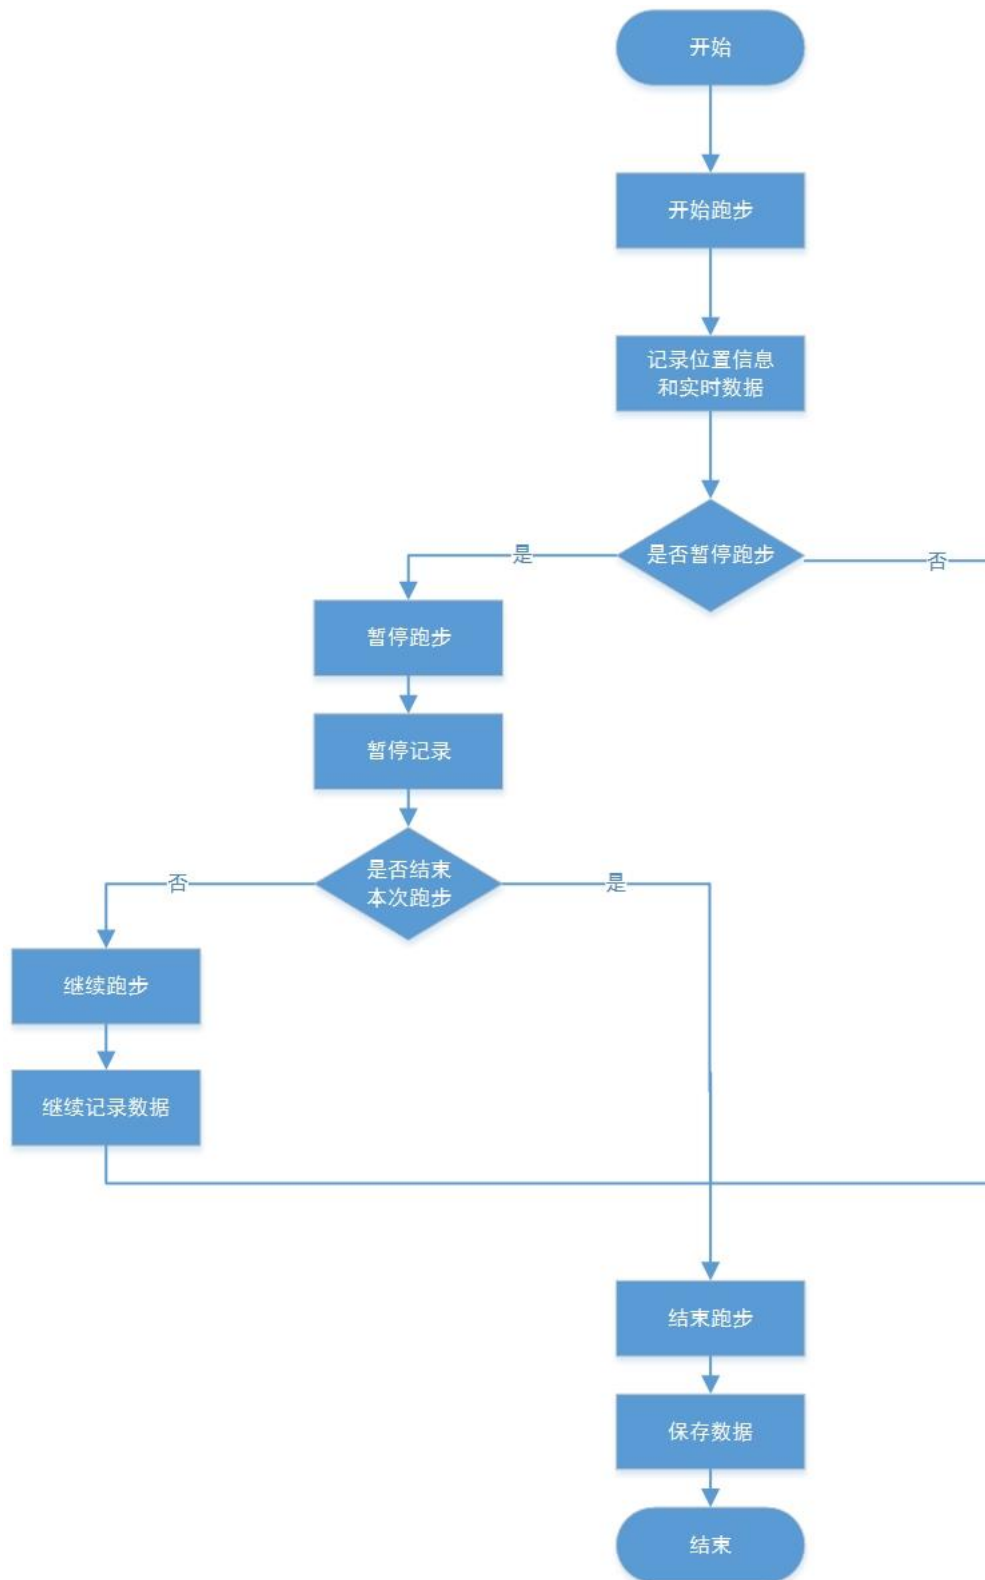 开始
开始跑步
记录位置信息
和实时数据
是否暂停跑步
是
否
暂停跑步
暂停记录
是否结束
本次跑步
否
是
继续跑步
继续记录数据
结束跑步
保存数据
结束